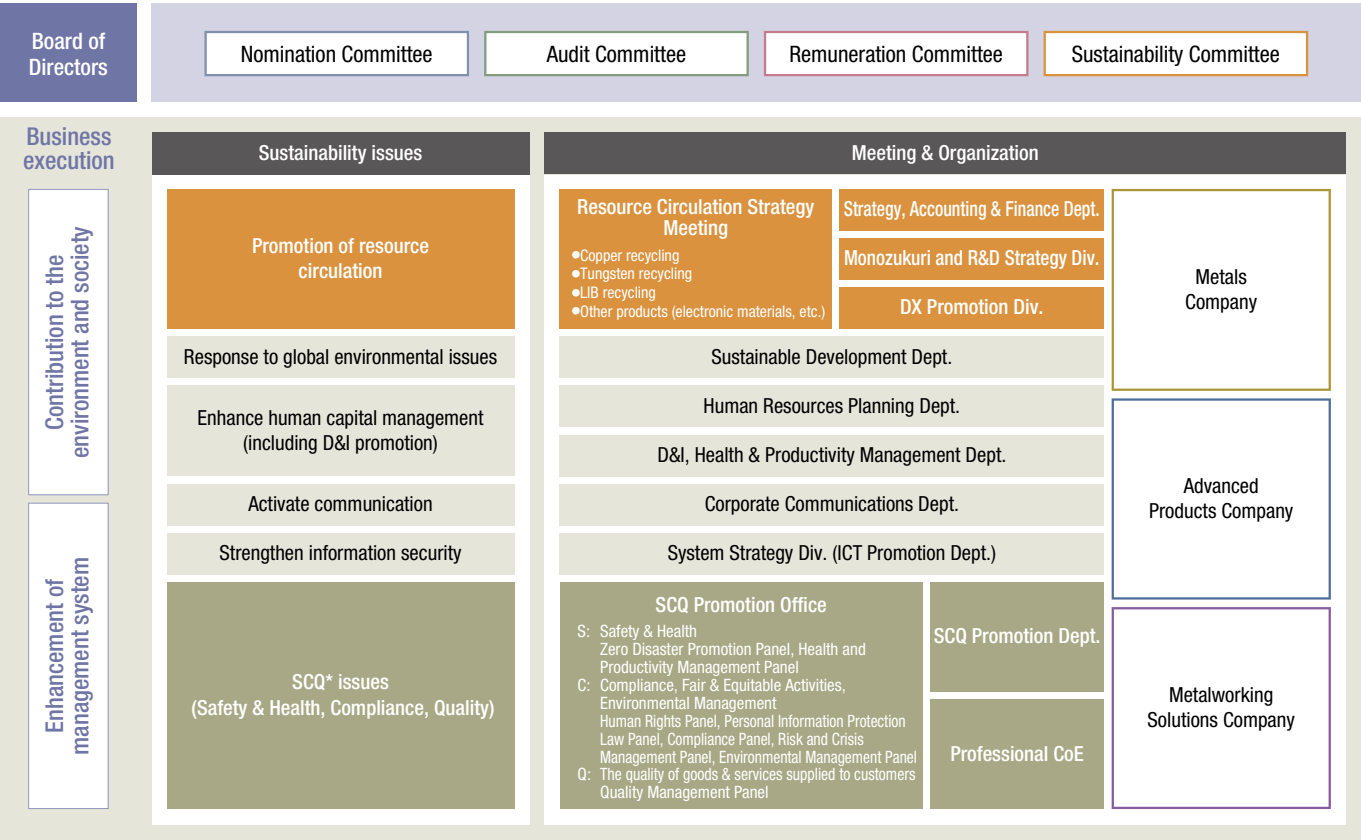 Board of
Directors
Nomination Committee
Audit Committee
Remuneration Committee
Sustainability Committee
Business
execution
Sustainability issues
Meeting & Organization
Contribution to the
environment and society
Promotion of resource
circulation
Resource Circulation Strategy
Meeting
●Copper recycling
●Tungsten recycling
●LIB recycling
●Other products (electronic materials, etc.)
Strategy, Accounting & Finance Dept.
Monozukuri and R&D Strategy Div.
DX Promotion Div.
Metals
Company
Response to global environmental issues
Sustainable Development Dept.
Enhance human capital management
(including D&I promotion)
Human Resources Planning Dept.
D&I, Health & Productivity Management Dept.
Activate communication
Corporate Communications Dept.
Advanced
Products Company
Enhancement of
management system
Strengthen information security
System Strategy Div. (ICT Promotion Dept.)
SCQ* issues
(Safety & Health, Compliance, Quality)
SCQ Promotion Office
S: Safety & Health
Zero Disaster Promotion Panel, Health and
Productivity Management Panel
C: Compliance, Fair & Equitable Activities,
Environmental Management
Human Rights Panel, Personal Information Protection
Law Panel, Compliance Panel, Risk and Crisis
Management Panel, Environmental Management Panel
Q: The quality of goods & services supplied to customers
Quality Management Panel
SCQ Promotion Dept.
Professional CoE
Metalworking
Solutions Company